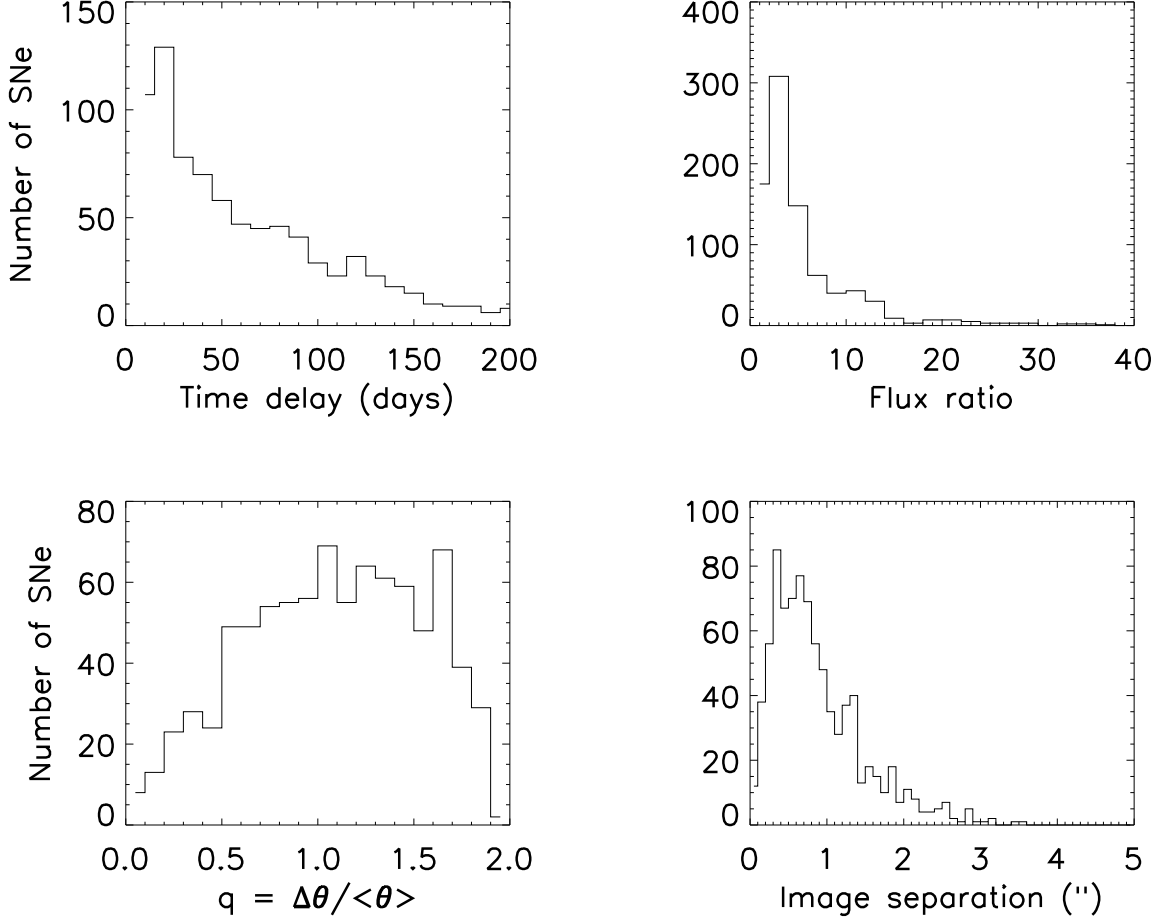 150
100
50
0
Number of SNe
0 50 100 150 200
Time delay (days)
400
300
200
100
0
0 10 20 30 40
Flux ratio
80
60
40
20
0
Number of SNe
0.0 0.5 1.0 1.5 2.0
q = Δθ/<θ>
100
80
60
40
20
0
0 1 2 3 4 5
Image separation (")